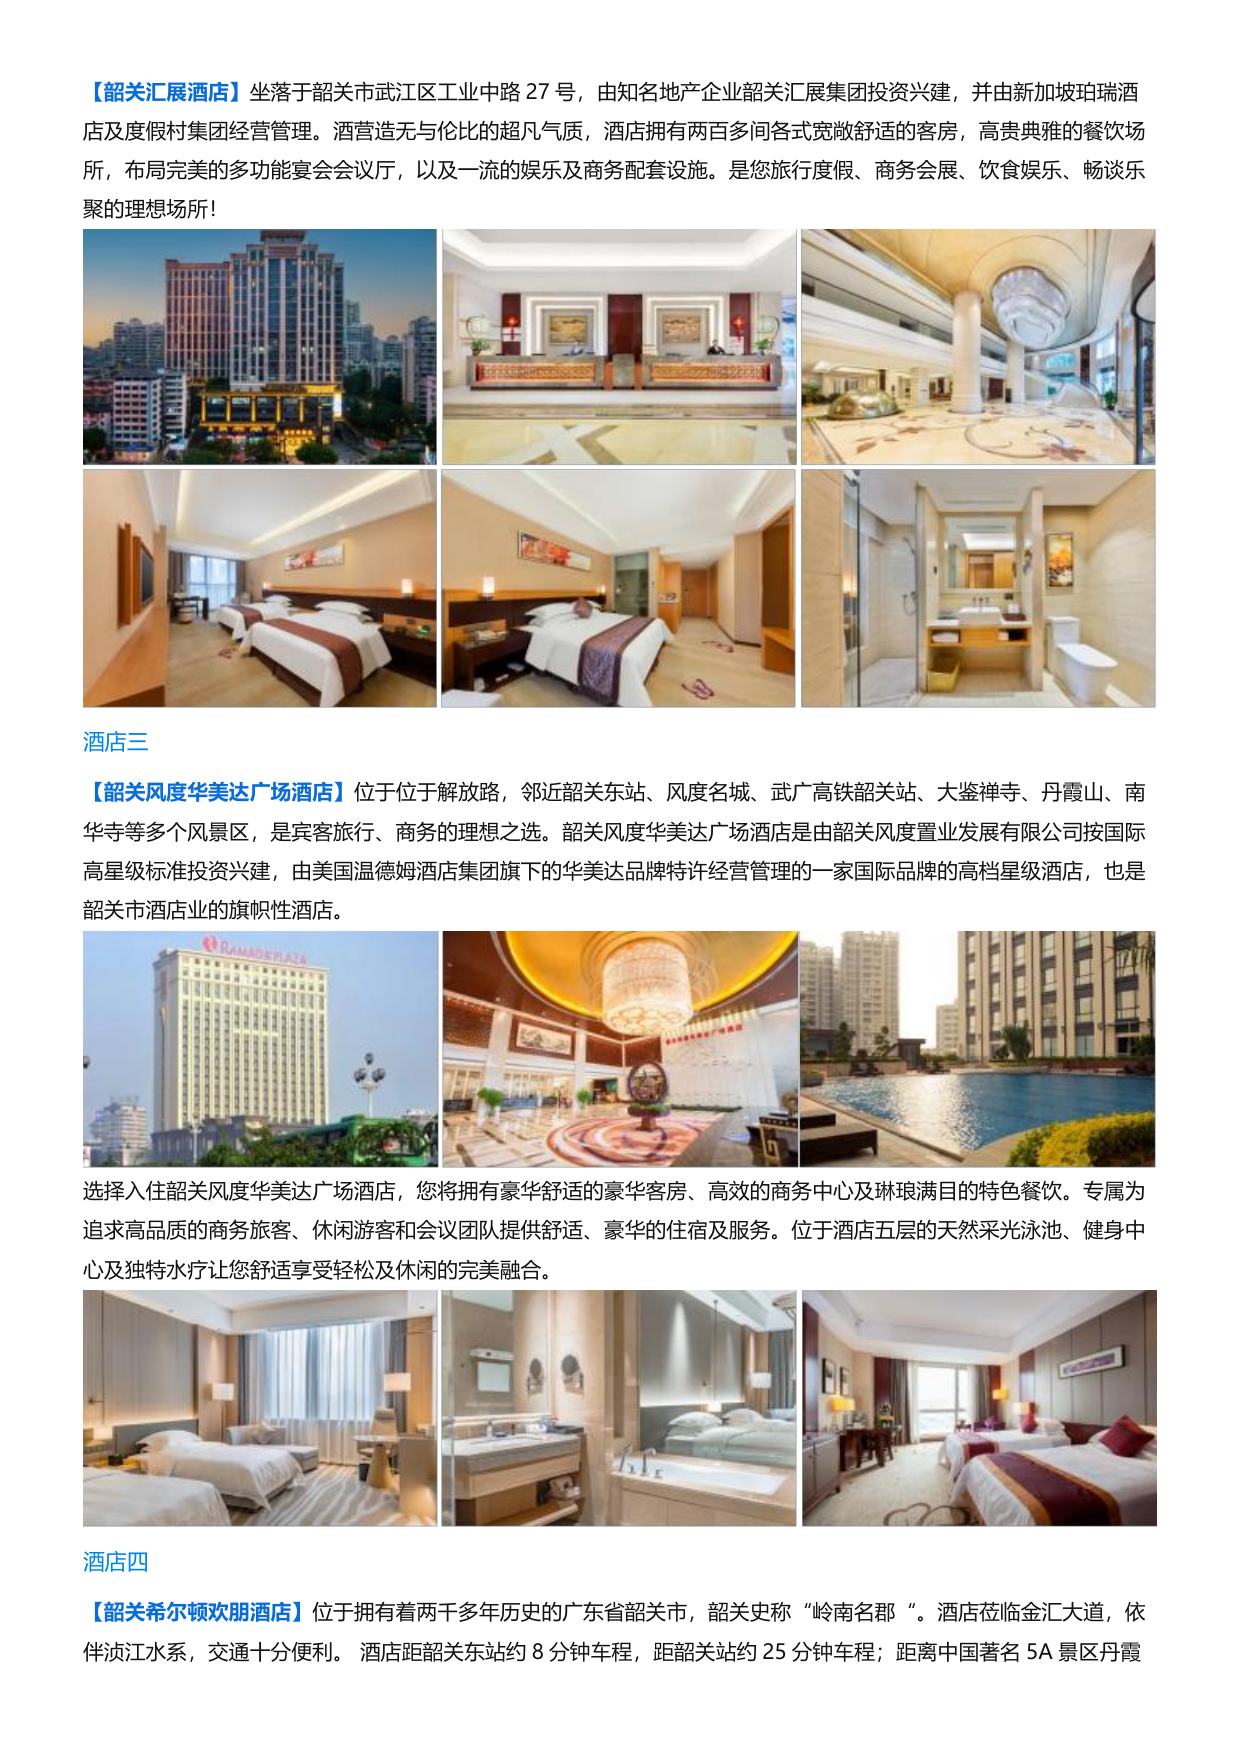 【韶关汇展酒店】坐落于韶关市武江区工业中路 27 号，由知名地产企业韶关汇展集团投资兴建，并由新加坡珀瑞酒
店及度假村集团经营管理。酒营造无与伦比的超凡气质，酒店拥有两百多间各式宽敞舒适的客房，高贵典雅的餐饮场
所，布局完美的多功能宴会会议厅，以及一流的娱乐及商务配套设施。是您旅行度假、商务会展、饮食娱乐、畅谈乐
聚的理想场所！
酒店三
【韶关风度华美达广场酒店】位于位于解放路，邻近韶关东站、风度名城、武广高铁韶关站、大鉴禅寺、丹霞山、南
华寺等多个风景区，是宾客旅行、商务的理想之选。韶关风度华美达广场酒店是由韶关风度置业发展有限公司按国际
高星级标准投资兴建，由美国温德姆酒店集团旗下的华美达品牌特许经营管理的一家国际品牌的高档星级酒店，也是
韶关市酒店业的旗帜性酒店。
RAMADA PLAZA
选择入住韶关风度华美达广场酒店，您将拥有豪华舒适的豪华客房、高效的商务中心及琳琅满目的特色餐饮。专属为
追求高品质的商务旅客、休闲游客和会议团队提供舒适、豪华的住宿及服务。位于酒店五层的天然采光泳池、健身中
心及独特水疗让您舒适享受轻松及休闲的完美融合。
酒店四
【韶关希尔顿欢朋酒店】位于拥有着两千多年历史的广东省韶关市，韶关史称“岭南名郡“。酒店莅临金汇大道，依
伴浈江水系，交通十分便利。 酒店距韶关东站约 8 分钟车程，距韶关站约 25 分钟车程；距离中国著名 5A 景区丹霞